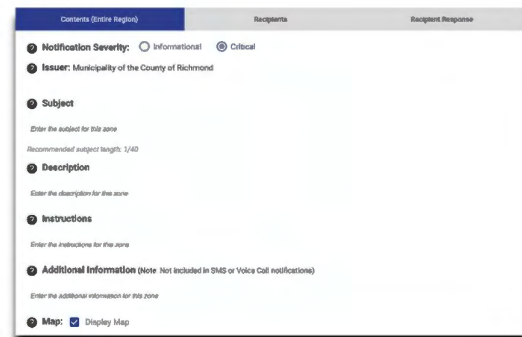 Contents (Entire Region) Recipients Recipient Response
? Notification Severity: Informational Critical
? Issuer: Municipality of the County of Richmond
? Subject
Enter the subject for this zone
Recommended subject length: 1/40
? Description
Enter the description for this zone
? Instructions
Enter the instructions for this zone
? Additional Information (Note Not included in SMS or Voice Call notifications)
Enter the additional information for this zone
? Map: Display Map